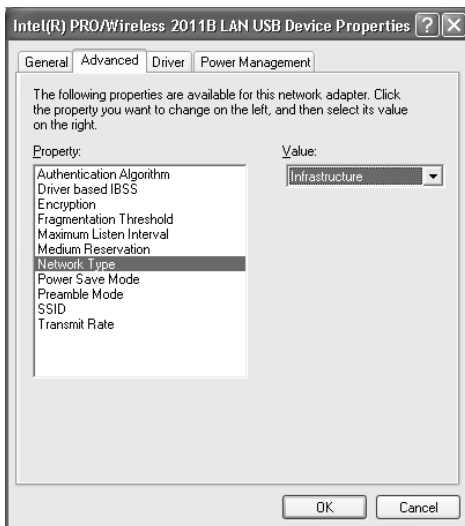 Intel(R) PRO/Wireless 2011B LAN USB Device Properties
General Advanced Driver Power Management
The following properties are available for this network adapter. Click
the property you want to change on the left, and then select its value
on the right.
Property:
Value:
Authentication Algorithm
Driver based IBSS
Encryption
Fragmentation Threshold
Maximum Listen Interval
Medium Reservation
Network Type
Power Save Mode
Preamble Mode
SSID
Transmit Rate
Infrastructure
OK Cancel